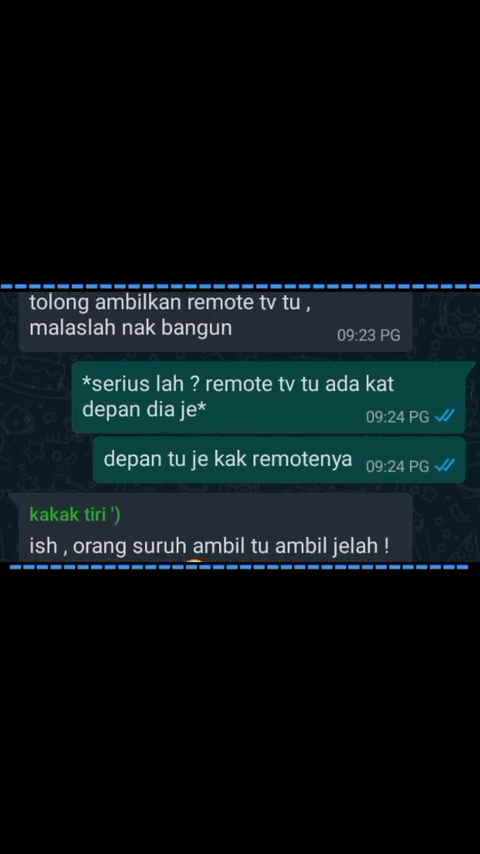 tolong ambilkan remote tv tu ,
malaslah nak bangun
09:23 PG
*serius lah ? remote tv tu ada kat
depan dia je*
09:24 PG
depan tu je kak remotenya
09:24 PG
kakak tiri ')
ish , orang suruh ambil tu ambil jelah !